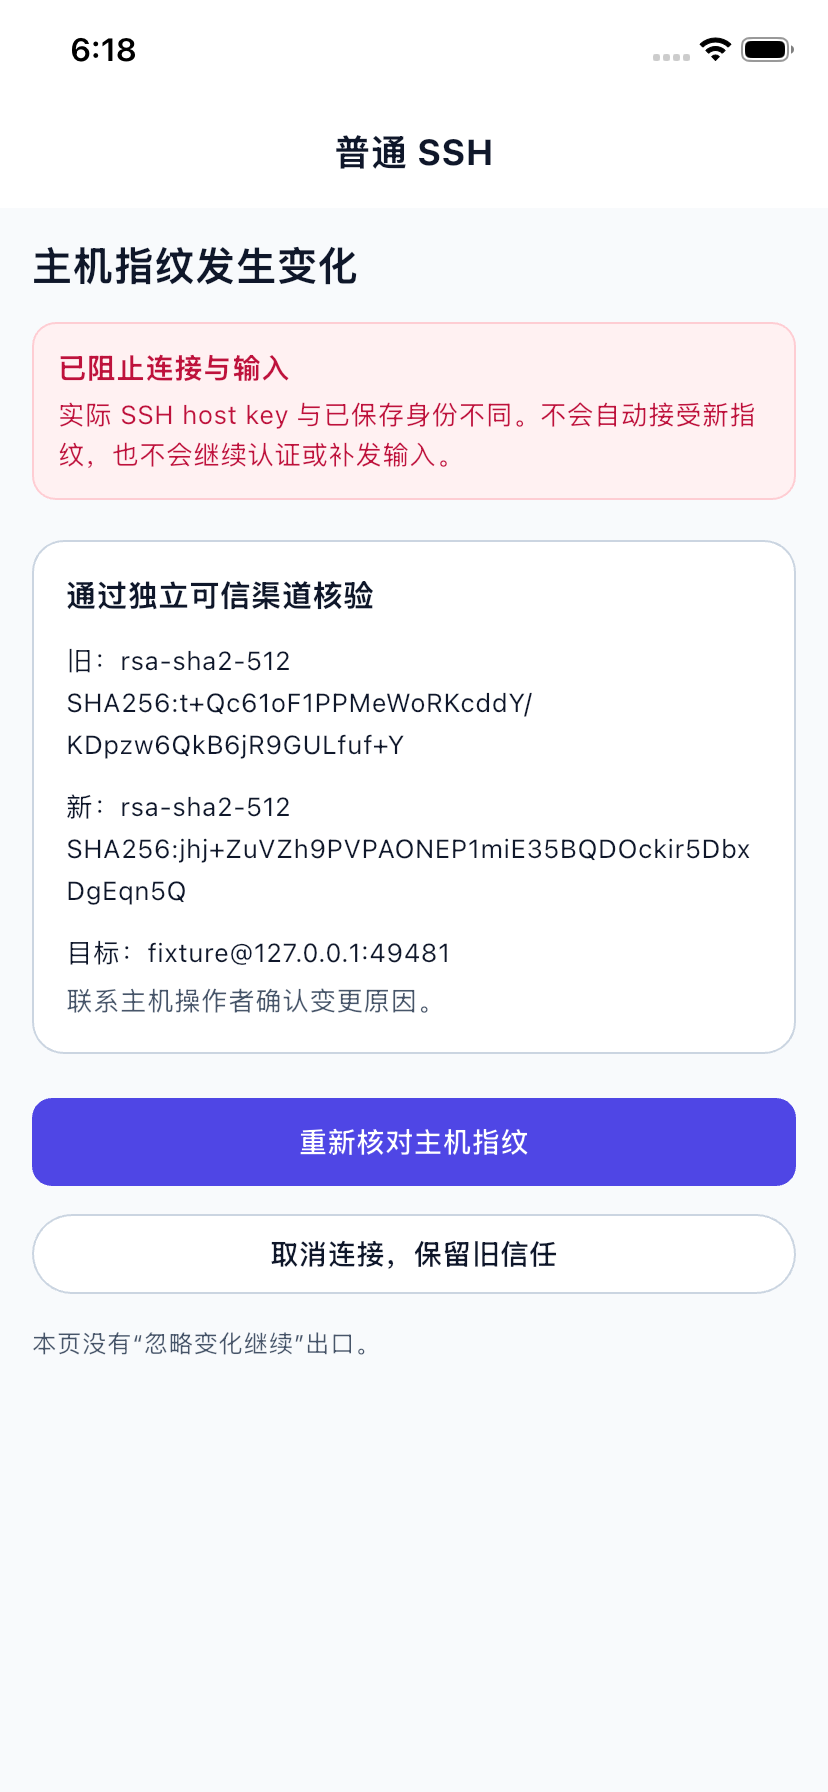 6:18
普通 SSH
主机指纹发生变化
已阻止连接与输入
实际 SSH host key 与已保存身份不同。不会自动接受新指
纹，也不会继续认证或补发输入。
通过独立可信渠道核验
旧：rsa-sha2-512
SHA256:t+Qc61oF1PPMeWoRKcddY/
KDpzw6QkB6jR9GULfuf+Y
新：rsa-sha2-512
SHA256:jhj+ZuVZh9PVPAONEP1miE35BQDOckir5Dbx
DgEqn5Q
目标：fixture@127.0.0.1:49481
联系主机操作者确认变更原因。
重新核对主机指纹
取消连接，保留旧信任
本页没有“忽略变化继续”出口。